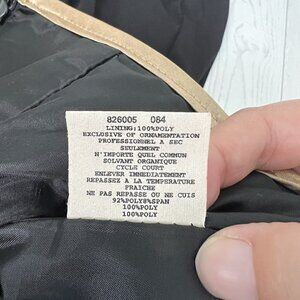 826005 084
LINING:100%POLY
EXCLUSIVE OF ORNAMENTATION
PROFESSIONNEL A SEC
SEULEMENT
N'IMPORTE QUEL COMMUN
SOLVANT ORGANIQUE
CYCLE COURT
ENLEVER IMMEDIATEMENT
REPASSEZ A LA TEMPERATURE
FRAICHE
NE PAS REPASSE OU NE CUIS
92%POLY8%SPAN
100%POLY
100%POLY